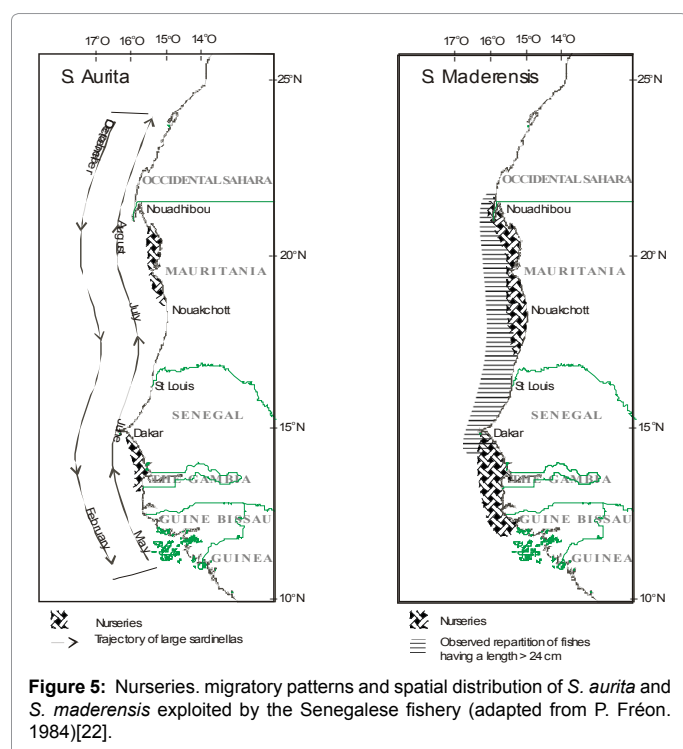 17°O 16°O 15°O 14°O
S. Aurita
25°N
OCCIDENTAL SAHARA
Nouadhibou
August
20°N
MAURITANIA
Nouakchott
July
St Louis
SENEGAL
June
15°N
Dakar
THE GAMBIA
GUINE BISSAU
February
May
GUINEA
10°N
Nurseries
Trajectory of large sardinellas
17°O 16°O 15°O 14°O
S. Maderensis
25°N
OCCIDENTAL SAHARA
Nouadhibou
20°N
MAURITANIA
Nouakchott
St Louis
SENEGAL
15°N
Dakar
THE GAMBIA
GUINE BISSAU
GUINEA
10°N
Nurseries
Observed repartition of fishes
having a length > 24 cm
Figure 5: Nurseries. migratory patterns and spatial distribution of S. aurita and
S. maderensis exploited by the Senegalese fishery (adapted from P. Fréon.
1984)[22].